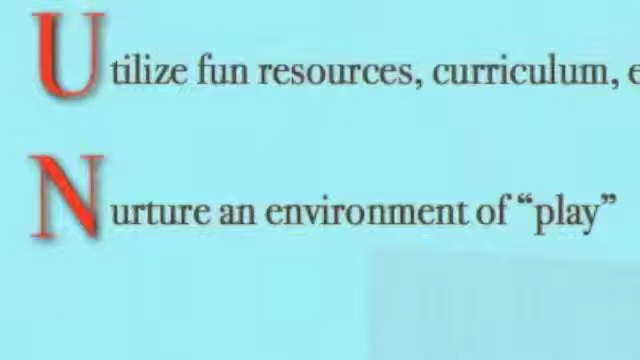 Utilize fun resources, curriculum,
Nurture an environment of “play”